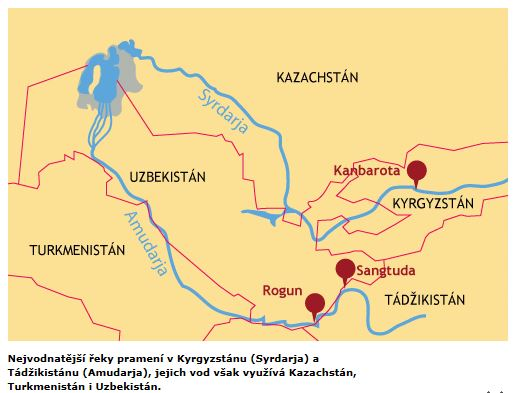 KAZACHSTÁN
Syrdarja
Kanbarota
UZBEKISTÁN
KYRGYZSTÁN
Amudarja
TURKMENISTÁN
Sangtuda
Rogun
TÁDŽIKISTÁN
Nejvodnatější řeky pramení v Kyrgyzstánu (Syrdarja) a
Tádžikistánu (Amudarja), jejich vod však využívá Kazachstán,
Turkmenistán i Uzbekistán.